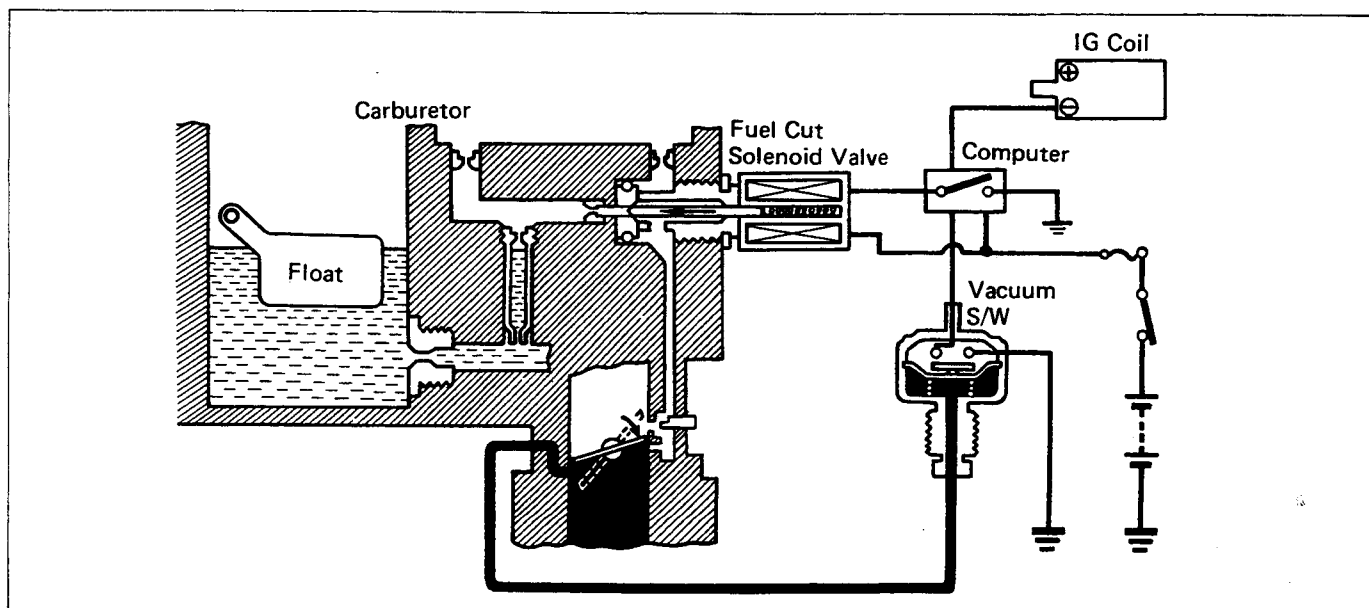 IG Coil
Carburetor
Fuel Cut
Solenoid Valve
Computer
Float
Vacuum
S/W